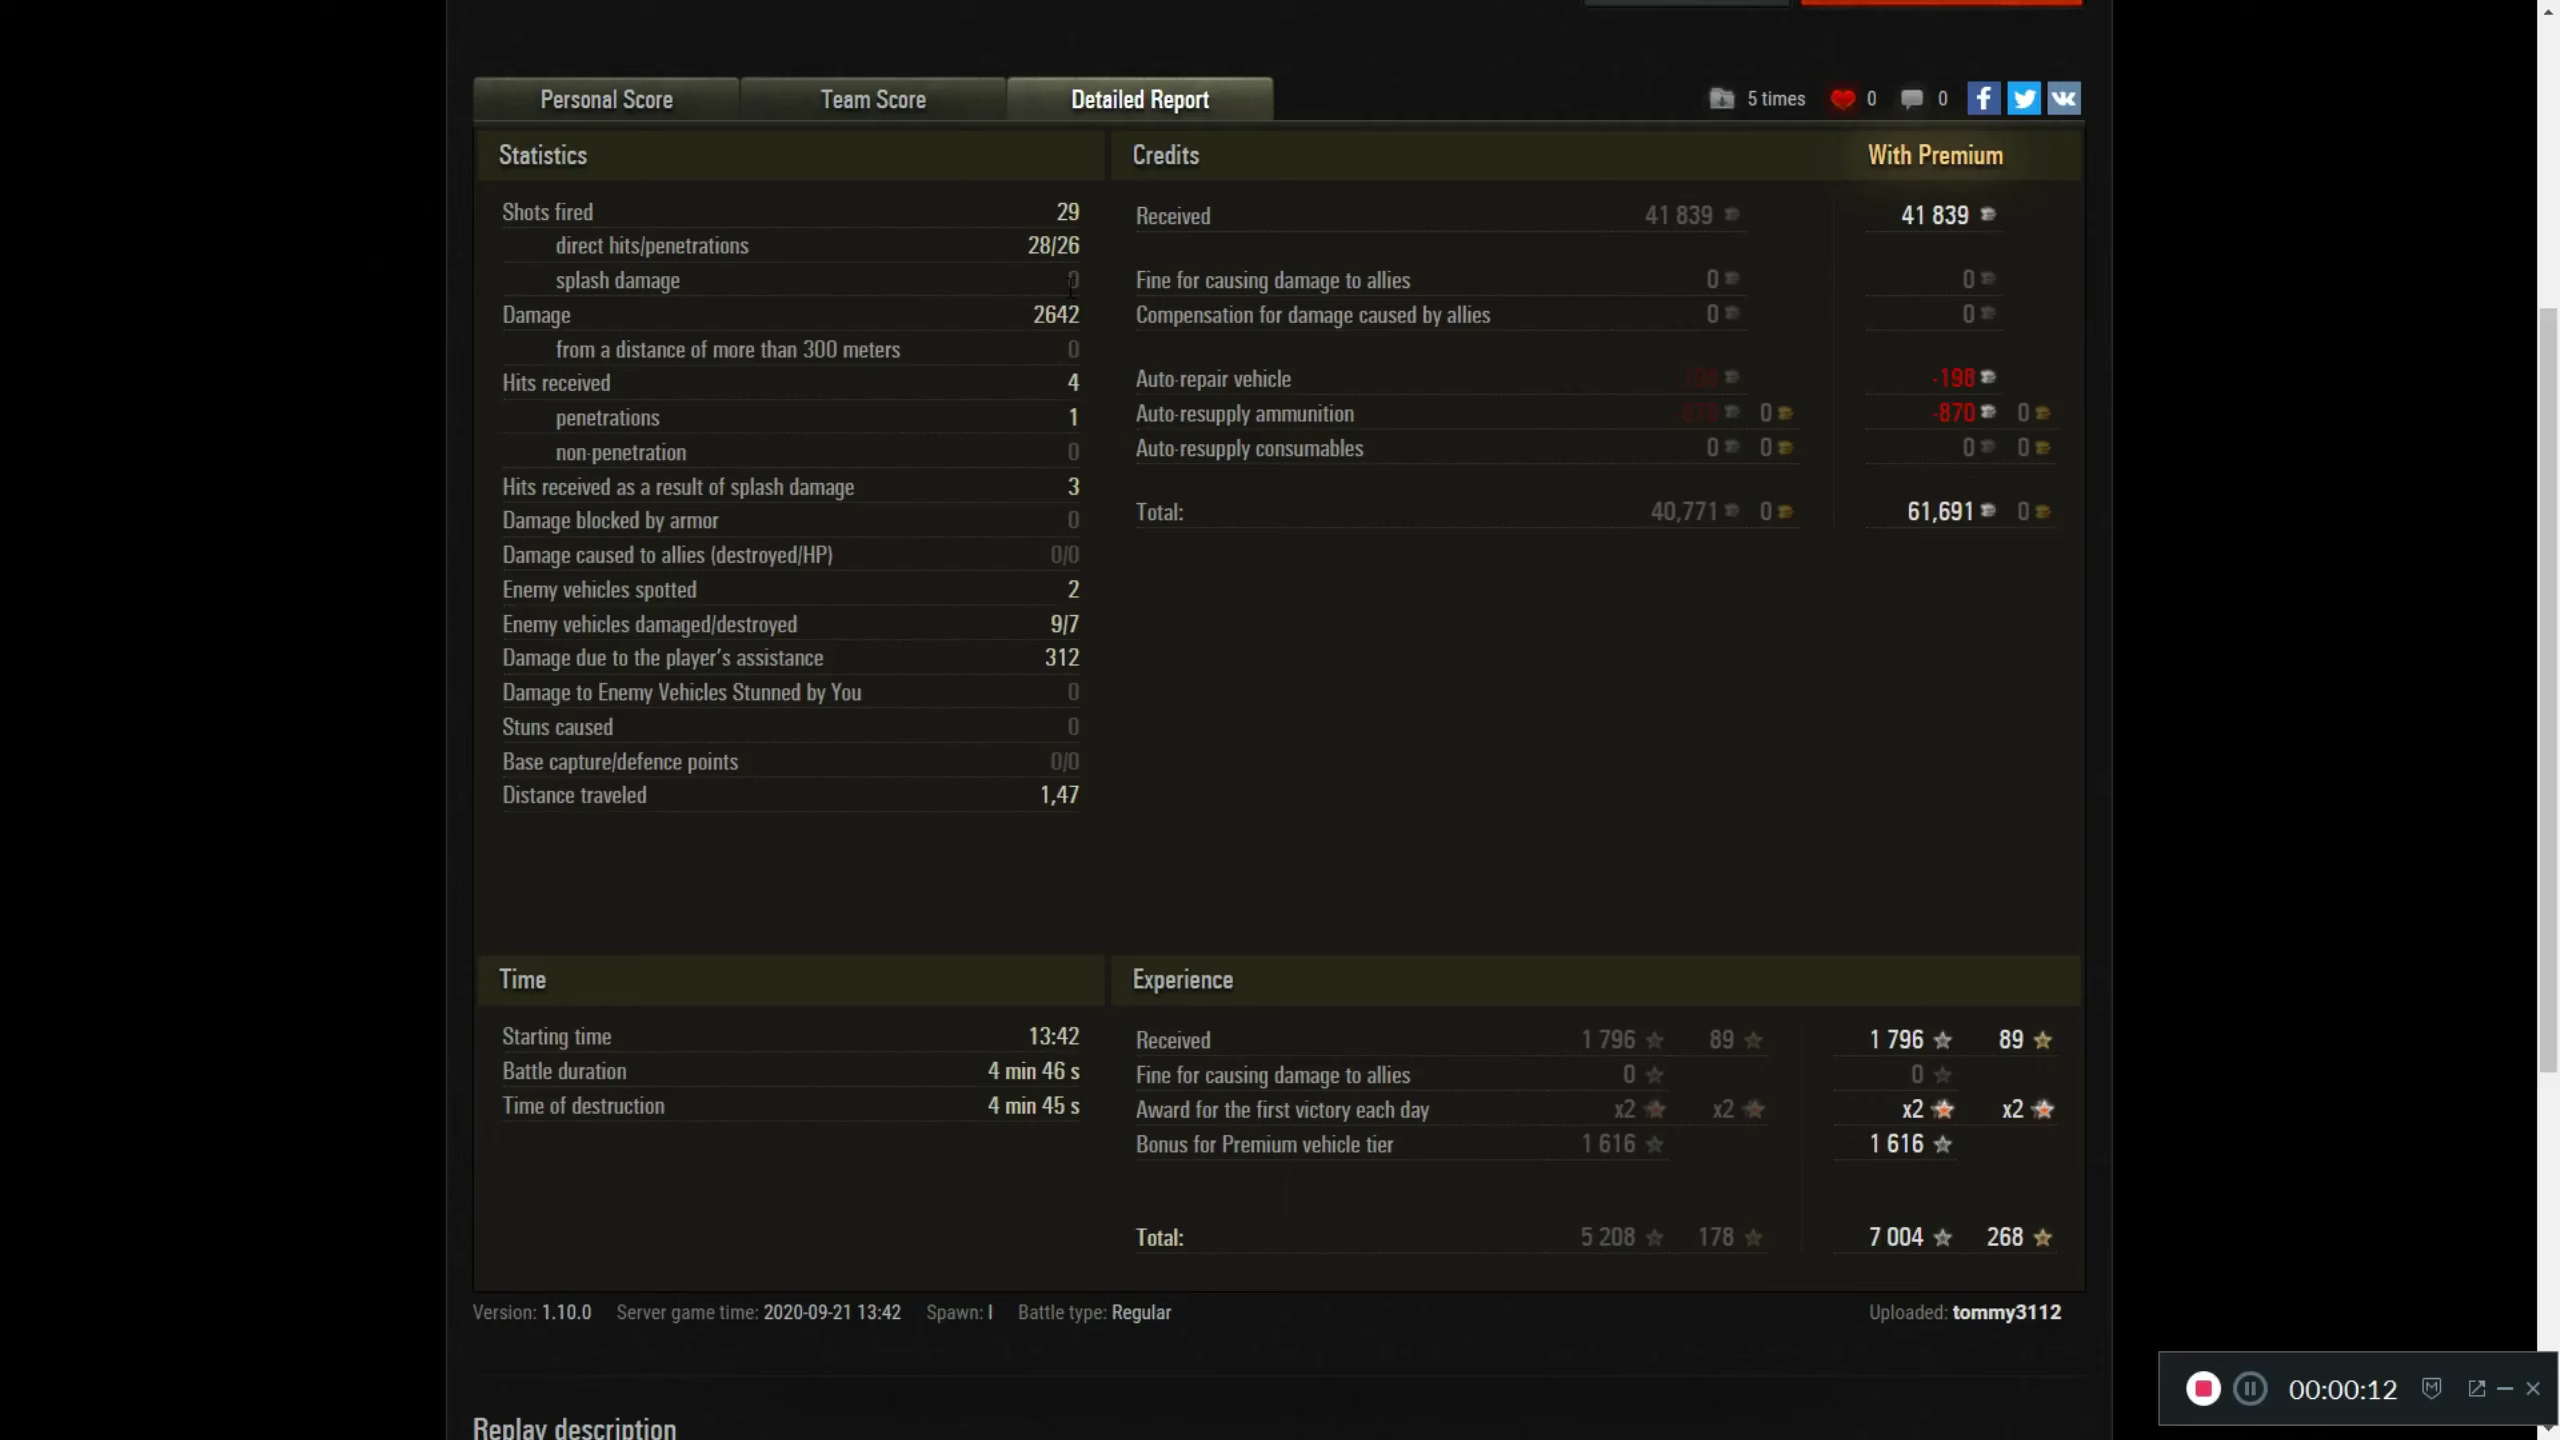 Personal Score Team Score Detailed Report 5 times 0 0
Statistics Credits With Premium
Shots fired 29
direct hits/penetrations 28/26
splash damage 0
Damage 2642
from a distance of more than 300 meters 0
Hits received 4
penetrations 1
non-penetration 0
Hits received as a result of splash damage 3
Damage blocked by armor 0
Damage caused to allies (destroyed/HP) 0/0
Enemy vehicles spotted 2
Enemy vehicles damaged/destroyed 9/7
Damage due to the player's assistance 312
Damage to Enemy Vehicles Stunned by You 0
Stuns caused 0
Base capture/defence points 0/0
Distance traveled 1,47
Received 41 839 41 839
Fine for causing damage to allies 0 0
Compensation for damage caused by allies 0 0
Auto-repair vehicle -198 -198
Auto-resupply ammunition -870 0 -870 0
Auto-resupply consumables 0 0 0 0
Total: 40,771 0 61,691 0
Time Experience
Starting time 13:42
Battle duration 4 min 46 s
Time of destruction 4 min 45 s
Received 1 796 89 1 796 89
Fine for causing damage to allies 0 0
Award for the first victory each day x2 x2 x2 x2
Bonus for Premium vehicle tier 1 616 1 616
Total: 5 208 178 7 004 268
Version: 1.10.0 Server game time: 2020-09-21 13:42 Spawn: I Battle type: Regular Uploaded: tommy3112
00:00:12
Replay description